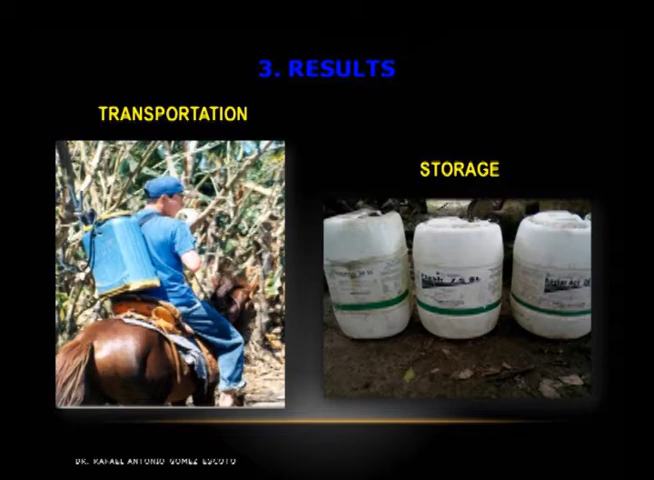 3. RESULTS
TRANSPORTATION
STORAGE
DR. RAFAEL ANTONIO GOMEZ ESCOTO